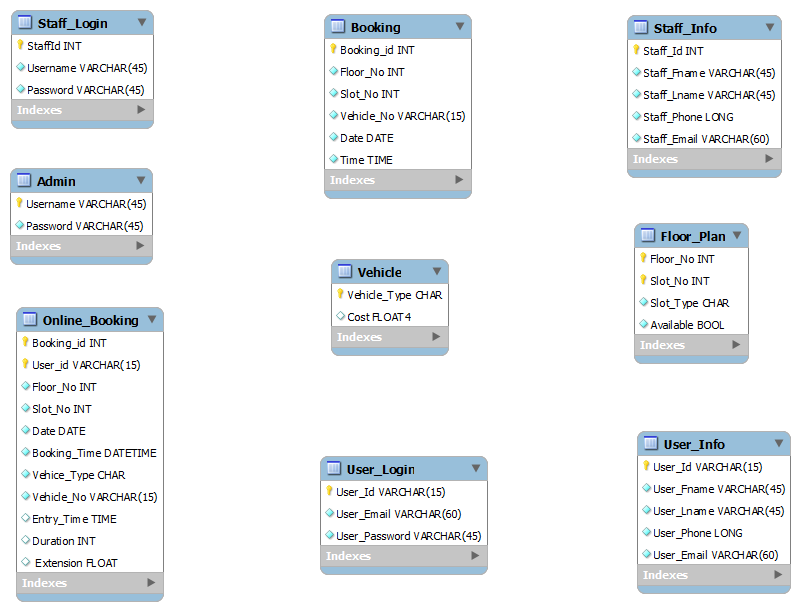 Staff_Login
StaffId INT
Username VARCHAR(45)
Password VARCHAR(45)
Indexes
Booking
Booking_id INT
Floor_No INT
Slot_No INT
Vehicle_No VARCHAR(15)
Date DATE
Time TIME
Indexes
Staff_Info
Staff_Id INT
Staff_Fname VARCHAR(45)
Staff_Lname VARCHAR(45)
Staff_Phone LONG
Staff_Email VARCHAR(60)
Indexes
Admin
Username VARCHAR(45)
Password VARCHAR(45)
Indexes
Vehicle
Vehicle_Type CHAR
Cost FLOAT4
Indexes
Floor_Plan
Floor_No INT
Slot_No INT
Slot_Type CHAR
Available BOOL
Indexes
Online_Booking
Booking_id INT
User_id VARCHAR(15)
Floor_No INT
Slot_No INT
Date DATE
Booking_Time DATETIME
Vehice_Type CHAR
Vehicle_No VARCHAR(15)
Entry_Time TIME
Duration INT
Extension FLOAT
Indexes
User_Login
User_Id VARCHAR(15)
User_Email VARCHAR(60)
User_Password VARCHAR(45)
Indexes
User_Info
User_Id VARCHAR(15)
User_Fname VARCHAR(45)
User_Lname VARCHAR(45)
User_Phone LONG
User_Email VARCHAR(60)
Indexes